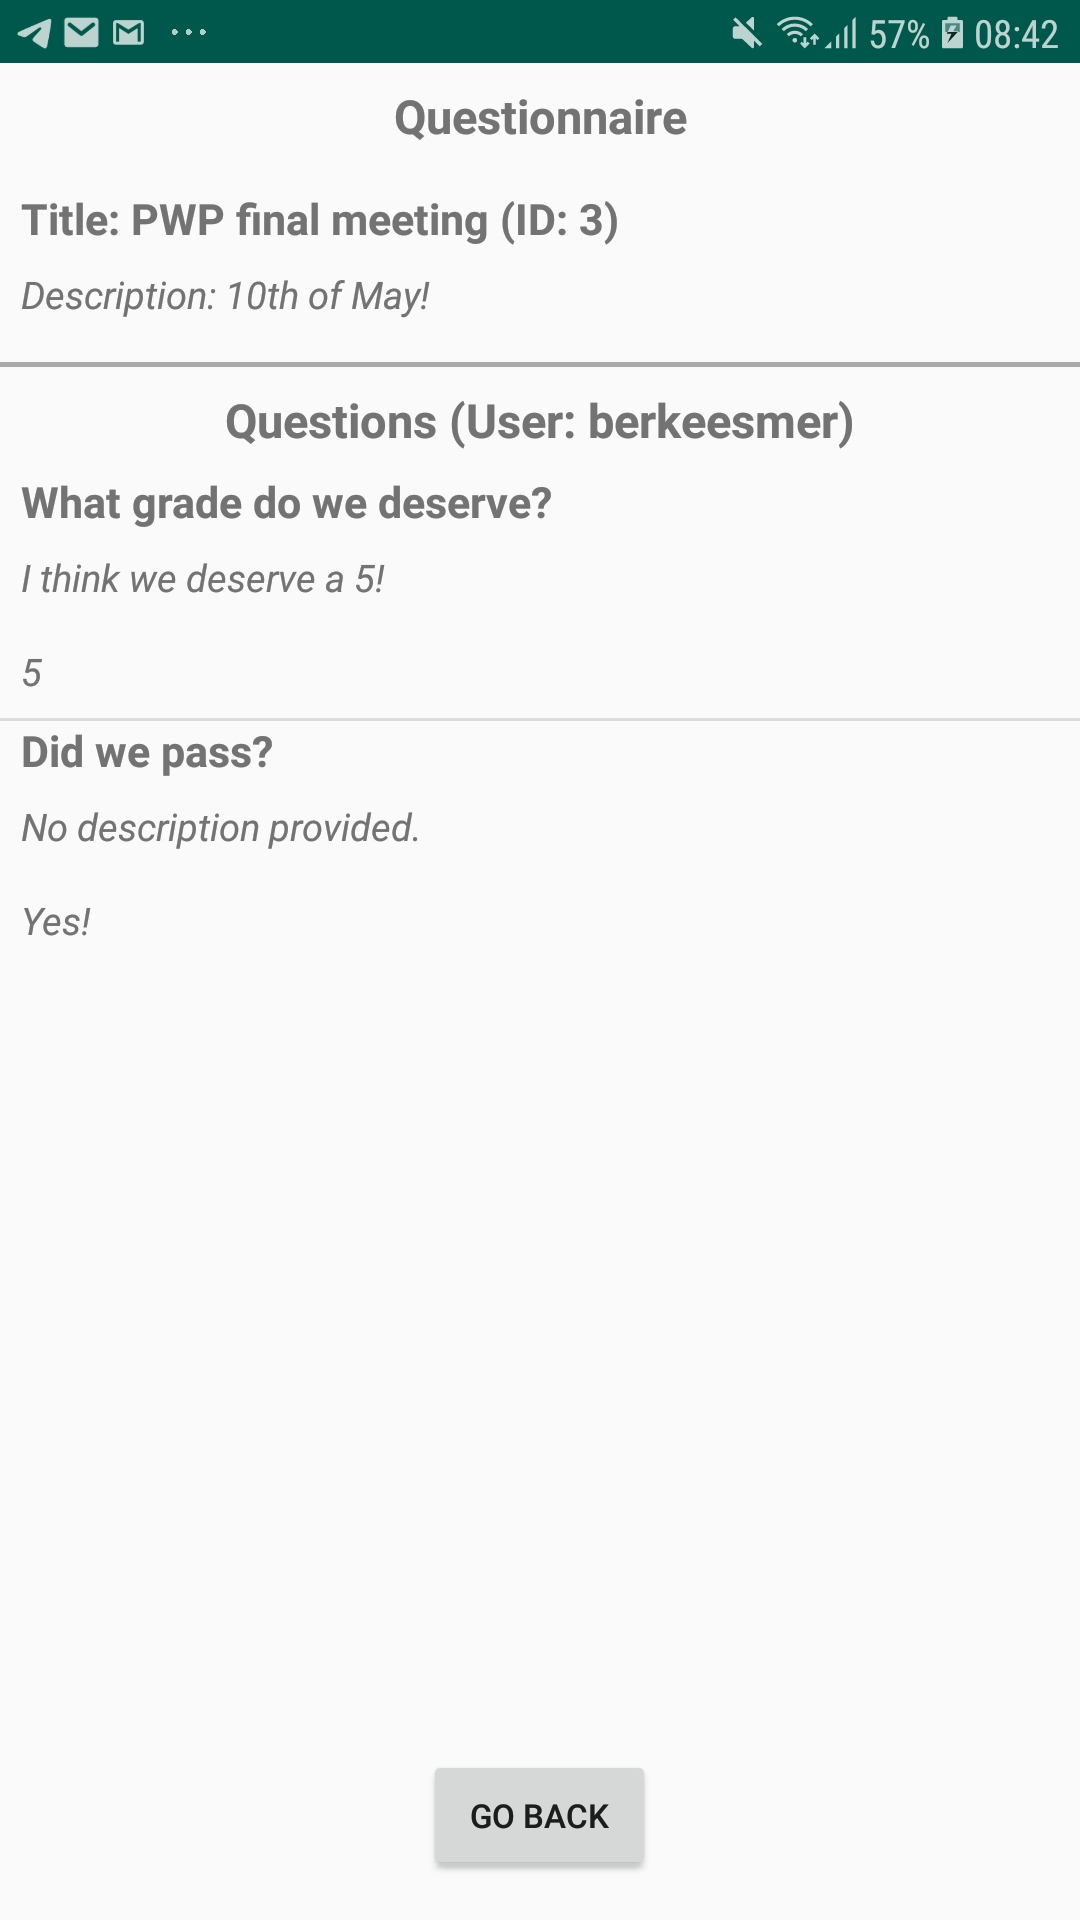 57% 08:42
Questionnaire
Title: PWP final meeting (ID: 3)
Description: 10th of May!
Questions (User: berkeesmer)
What grade do we deserve?
I think we deserve a 5!
5
Did we pass?
No description provided.
Yes!
GO BACK